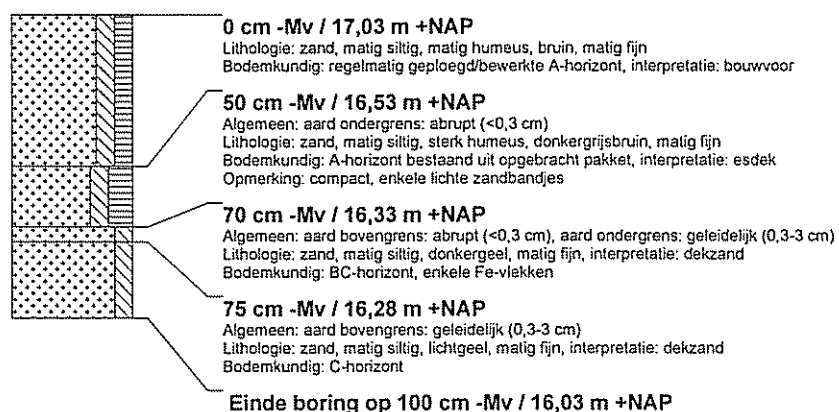 0 cm -Mv / 17,03 m +NAP
Lithologie: zand, matig siltig, matig humeus, bruin, matig fijn
Bodemkundig: regelmatig geploegd/bewerkte A-horizont, interpretatie: bouwvoor
50 cm -Mv / 16,53 m +NAP
Algemeen: aard ondergrens: abrupt (<0,3 cm)
Lithologie: zand, matig siltig, sterk humeus, donkergrijsbruin, matig fijn
Bodemkundig: A-horizont bestaand uit opgebracht pakket, interpretatie: esdek
Opmerking: compact, enkele lichte zandbandjes
70 cm -Mv / 16,33 m +NAP
Algemeen: aard bovengrens: abrupt (<0,3 cm), aard ondergrens: geleidelijk (0,3-3 cm)
Lithologie: zand, matig siltig, donkergeel, matig fijn, interpretatie: dekzand
Bodemkundig: BC-horizont, enkele Fe-vlekken
75 cm -Mv / 16,28 m +NAP
Algemeen: aard bovengrens: geleidelijk (0,3-3 cm)
Lithologie: zand, matig siltig, lichtgeel, matig fijn, interpretatie: dekzand
Bodemkundig: C-horizont
Einde boring op 100 cm -Mv / 16,03 m +NAP